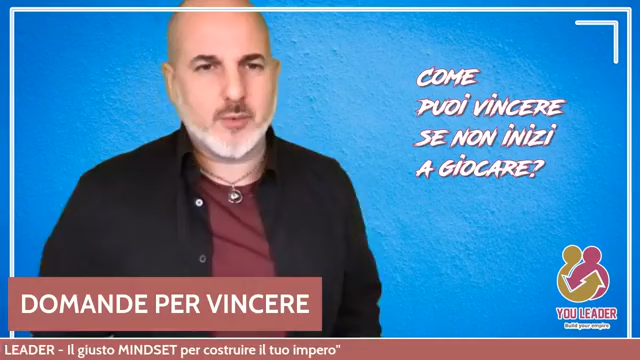 COME
PUOI VINCERE
SE NON INIZI
A GIOCARE?
DOMANDE PER VINCERE
YOU LEADER
Build your empire
LEADER - Il giusto MINDSET per costruire il tuo impero"